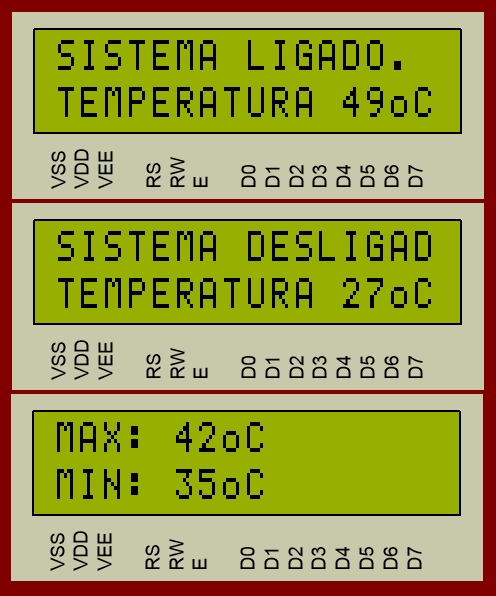 SISTEMA LIGADO.
TEMPERATURA 49oC
VSS VDD VEE RS RW E D0 D1 D2 D3 D4 D5 D6 D7
SISTEMA DESLIGAD
TEMPERATURA 27oC
VSS VDD VEE RS RW E D0 D1 D2 D3 D4 D5 D6 D7
MAX: 42oC
MIN: 35oC
VSS VDD VEE RS RW E D0 D1 D2 D3 D4 D5 D6 D7